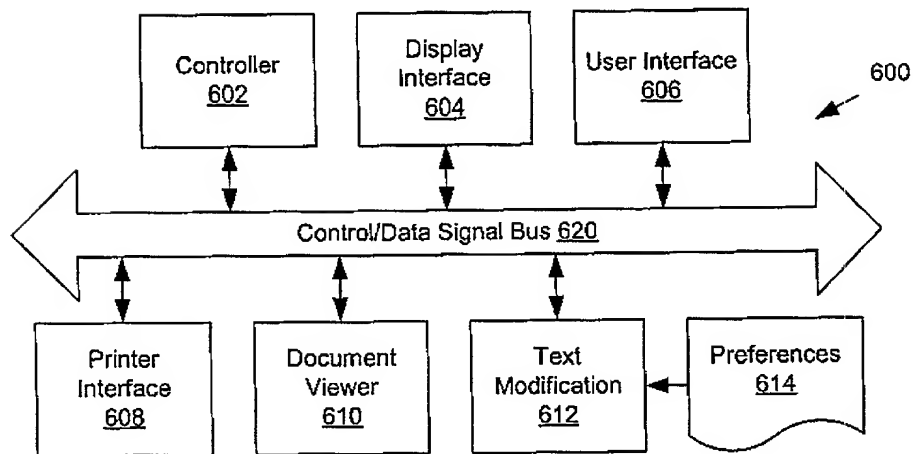 Controller
602
Display
Interface
604
User Interface
606
600
Control/Data Signal Bus 620
Printer
Interface
608
Document
Viewer
610
Text
Modification
612
Preferences
614